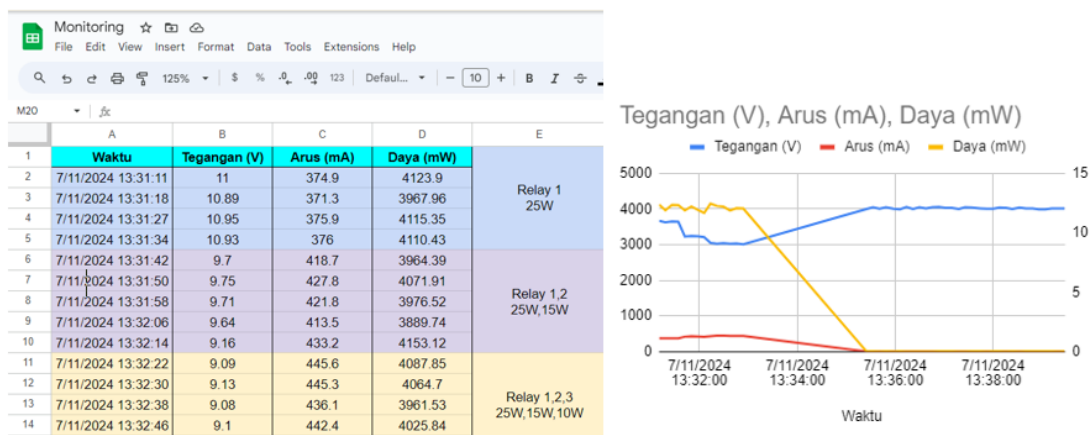 Monitoring
File Edit View Insert Format Data Tools Extensions Help
125% $ % .0 .00 123 Defaul... − 10 + B I
M20 fx
A B C D E
1 Waktu Tegangan (V) Arus (mA) Daya (mW)
2 7/11/2024 13:31:11 11 374.9 4123.9
3 7/11/2024 13:31:18 10.89 371.3 3967.96
4 7/11/2024 13:31:27 10.95 375.9 4115.35
5 7/11/2024 13:31:34 10.93 376 4110.43
Relay 1
25W
6 7/11/2024 13:31:42 9.7 418.7 3964.39
7 7/11/2024 13:31:50 9.75 427.8 4071.91
8 7/11/2024 13:31:58 9.71 421.8 3976.52
9 7/11/2024 13:32:06 9.64 413.5 3889.74
10 7/11/2024 13:32:14 9.16 433.2 4153.12
Relay 1,2
25W,15W
11 7/11/2024 13:32:22 9.09 445.6 4087.85
12 7/11/2024 13:32:30 9.13 445.3 4064.7
13 7/11/2024 13:32:38 9.08 436.1 3961.53
14 7/11/2024 13:32:46 9.1 442.4 4025.84
Relay 1,2,3
25W,15W,10W
Tegangan (V), Arus (mA), Daya (mW)
Tegangan (V) Arus (mA) Daya (mW)
5000 15
4000
10
3000
2000
5
1000
0 0
7/11/2024 7/11/2024 7/11/2024 7/11/2024
13:32:00 13:34:00 13:36:00 13:38:00
Waktu